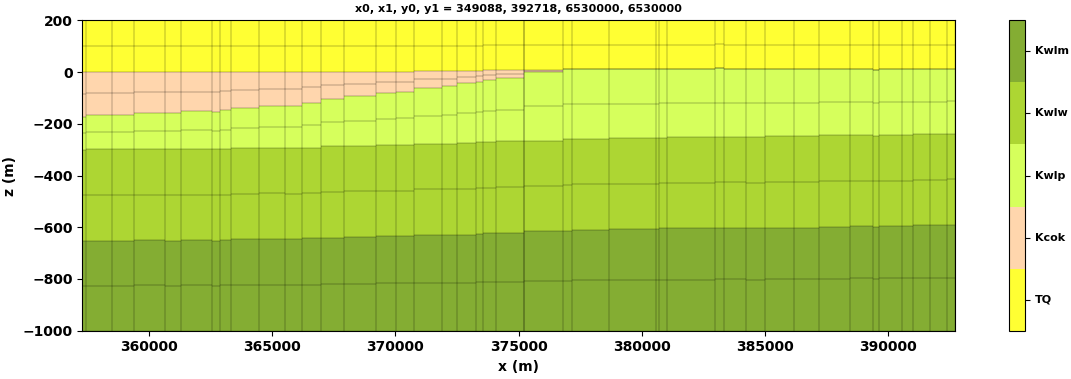 x0, x1, y0, y1 = 349088, 392718, 6530000, 6530000
200
0
−200
−400
−600
−800
−1000
z (m)
360000 365000 370000 375000 380000 385000 390000
x (m)
Kwlm
Kwlw
Kwlp
Kcok
TQ